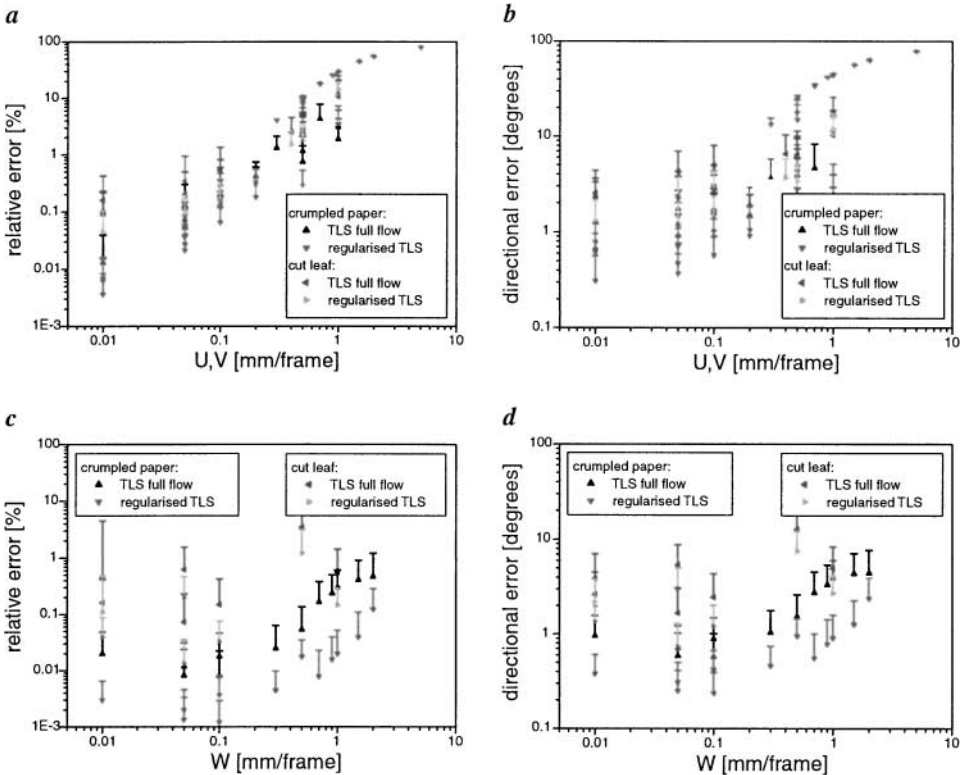 a
relative error [%]
100
10
1
0.1
0.01
1E-3
crumpled paper:
TLS full flow
regularised TLS
cut leaf:
TLS full flow
regularised TLS
0.01
0.1
1
10
U,V [mm/frame]
b
directional error [degrees]
100
10
1
0.1
crumpled paper:
TLS full flow
regularised TLS
cut leaf:
TLS full flow
regularised TLS
0.01
0.1
1
10
U,V [mm/frame]
c
relative error [%]
100
10
1
0.1
0.01
1E-3
crumpled paper:
TLS full flow
regularised TLS
cut leaf:
TLS full flow
regularised TLS
0.01
0.1
1
10
W [mm/frame]
d
directional error [degrees]
100
10
1
0.1
crumpled paper:
TLS full flow
regularised TLS
cut leaf:
TLS full flow
regularised TLS
0.01
0.1
1
10
W [mm/frame]